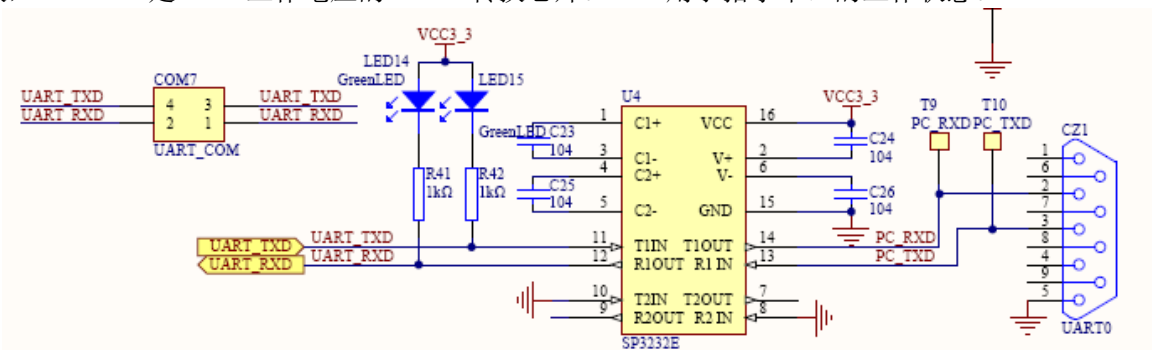 VCC3_3
LED14
GreenLED
LED15
COM7
UART_TXD
UART_RXD
4 3
2 1
UART_TXD
UART_RXD
UART_COM
GreenLED
C23
104
C25
104
R41
1kΩ
R42
1kΩ
UART_TXD
UART_RXD
UART_TXD
UART_RXD
U4
1 C1+ VCC 16
3 C1- V+ 2
4 C2+ V- 6
5 C2- GND 15
11 T1IN T1OUT 14
12 R1OUT R1 IN 13
10 T2IN T2OUT 7
9 R2OUT R2 IN 8
SP3232E
VCC3_3
C24
104
C26
104
PC_RXD
PC_TXD
T9
PC_RXD
T10
PC_TXD
CZ1
1
6
2
7
3
8
4
9
5
UART0